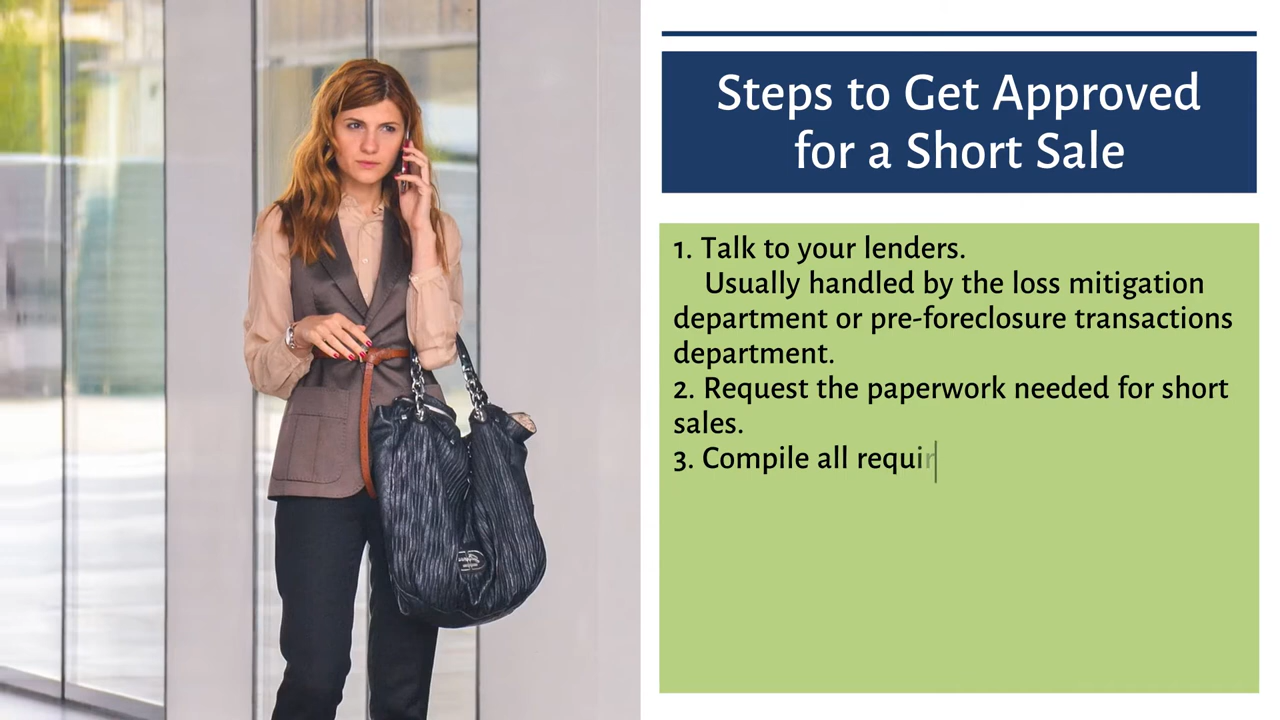 Steps to Get Approved
for a Short Sale
1. Talk to your lenders.
Usually handled by the loss mitigation
department or pre-foreclosure transactions
department.
2. Request the paperwork needed for short
sales.
3. Compile all requir